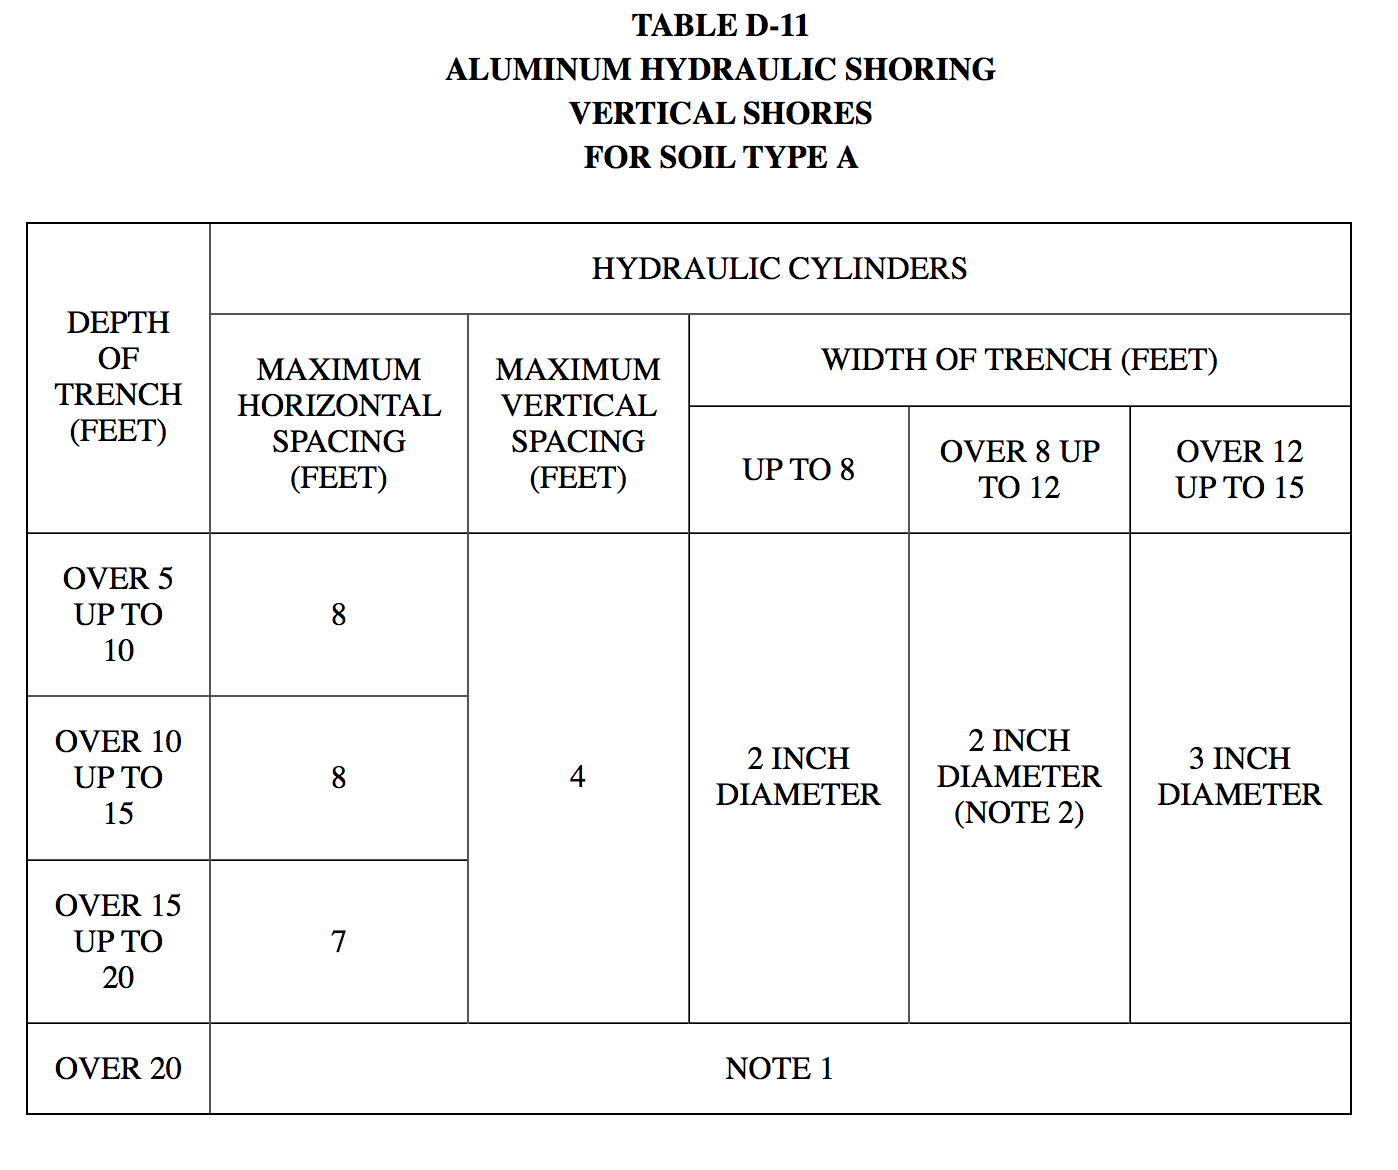 TABLE D-11
ALUMINUM HYDRAULIC SHORING
VERTICAL SHORES
FOR SOIL TYPE A
DEPTH
OF
TRENCH
(FEET)
HYDRAULIC CYLINDERS
MAXIMUM
HORIZONTAL
SPACING
(FEET)
MAXIMUM
VERTICAL
SPACING
(FEET)
WIDTH OF TRENCH (FEET)
UP TO 8
OVER 8 UP
TO 12
OVER 12
UP TO 15
OVER 5
UP TO
10
8
4
2 INCH
DIAMETER
2 INCH
DIAMETER
(NOTE 2)
3 INCH
DIAMETER
OVER 10
UP TO
15
8
OVER 15
UP TO
20
7
OVER 20
NOTE 1